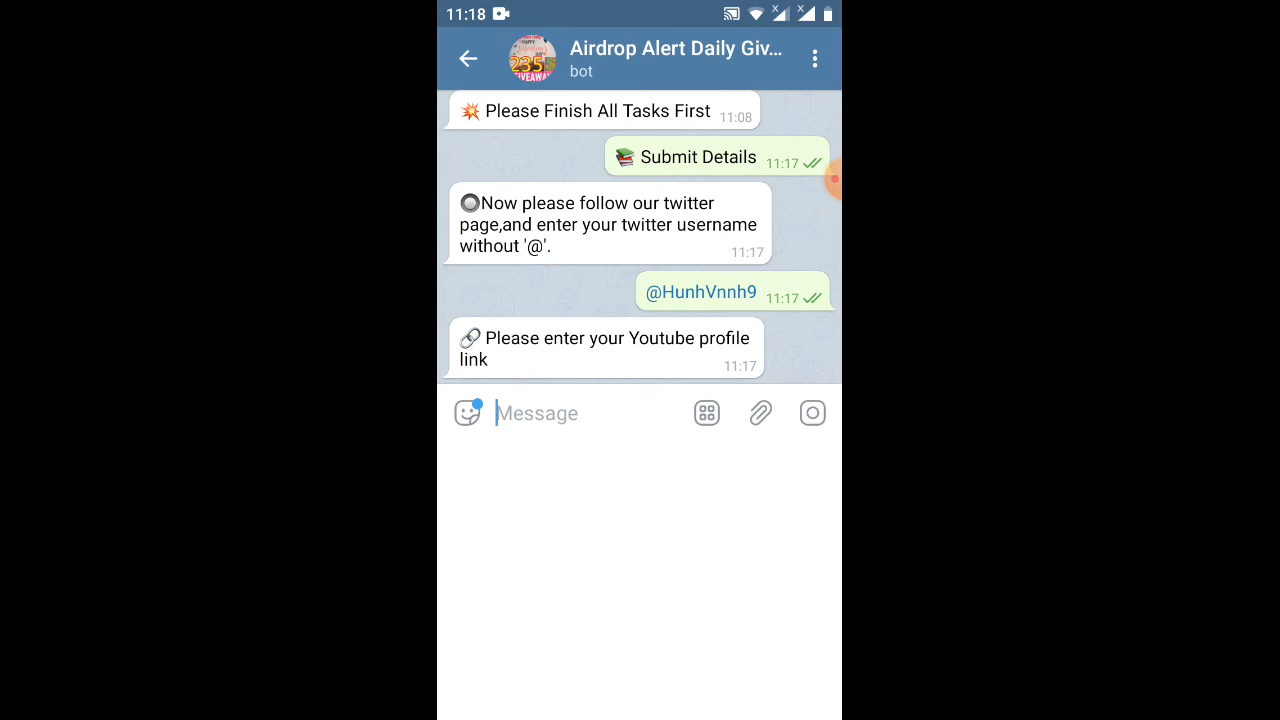 11:18
Airdrop Alert Daily Giv...
bot
235
GIVEAWAY
💥 Please Finish All Tasks First 11:08
📚 Submit Details 11:17
🔘Now please follow our twitter
page,and enter your twitter username
without '@'. 11:17
@HunhVnnh9 11:17
🔗 Please enter your Youtube profile
link 11:17
Message